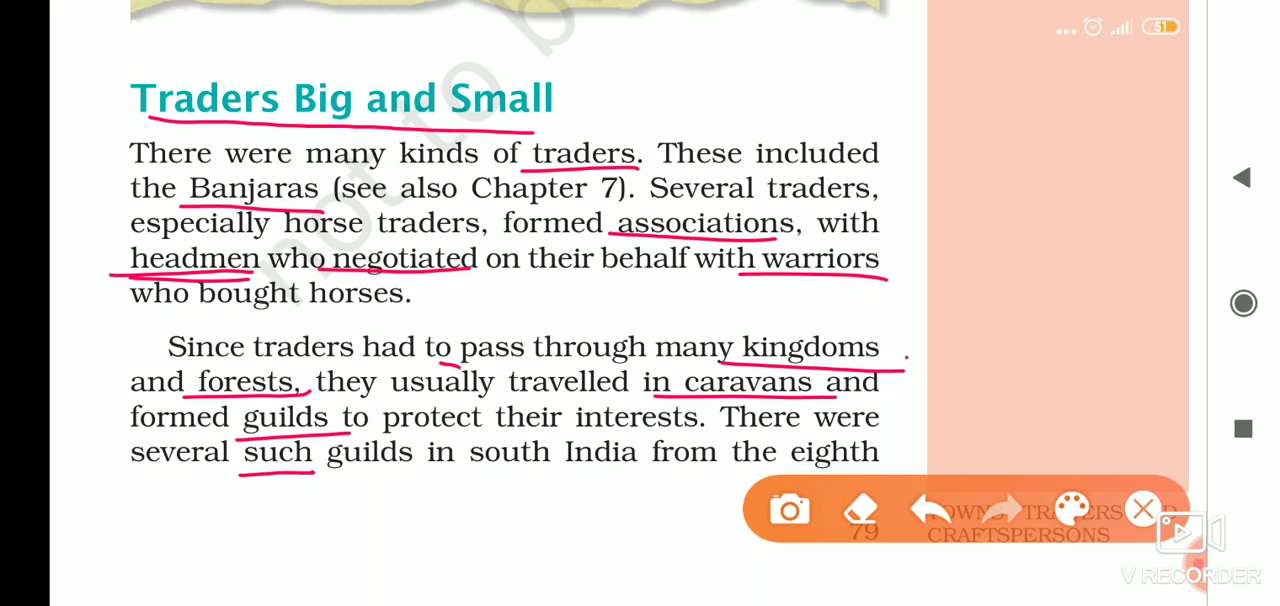 51
Traders Big and Small
There were many kinds of traders. These included
the Banjaras (see also Chapter 7). Several traders,
especially horse traders, formed associations, with
headmen who negotiated on their behalf with warriors
who bought horses.
Since traders had to pass through many kingdoms
and forests, they usually travelled in caravans and
formed guilds to protect their interests. There were
several such guilds in south India from the eighth
79
CRAFTSPERSONS
V RECORDER
not to b